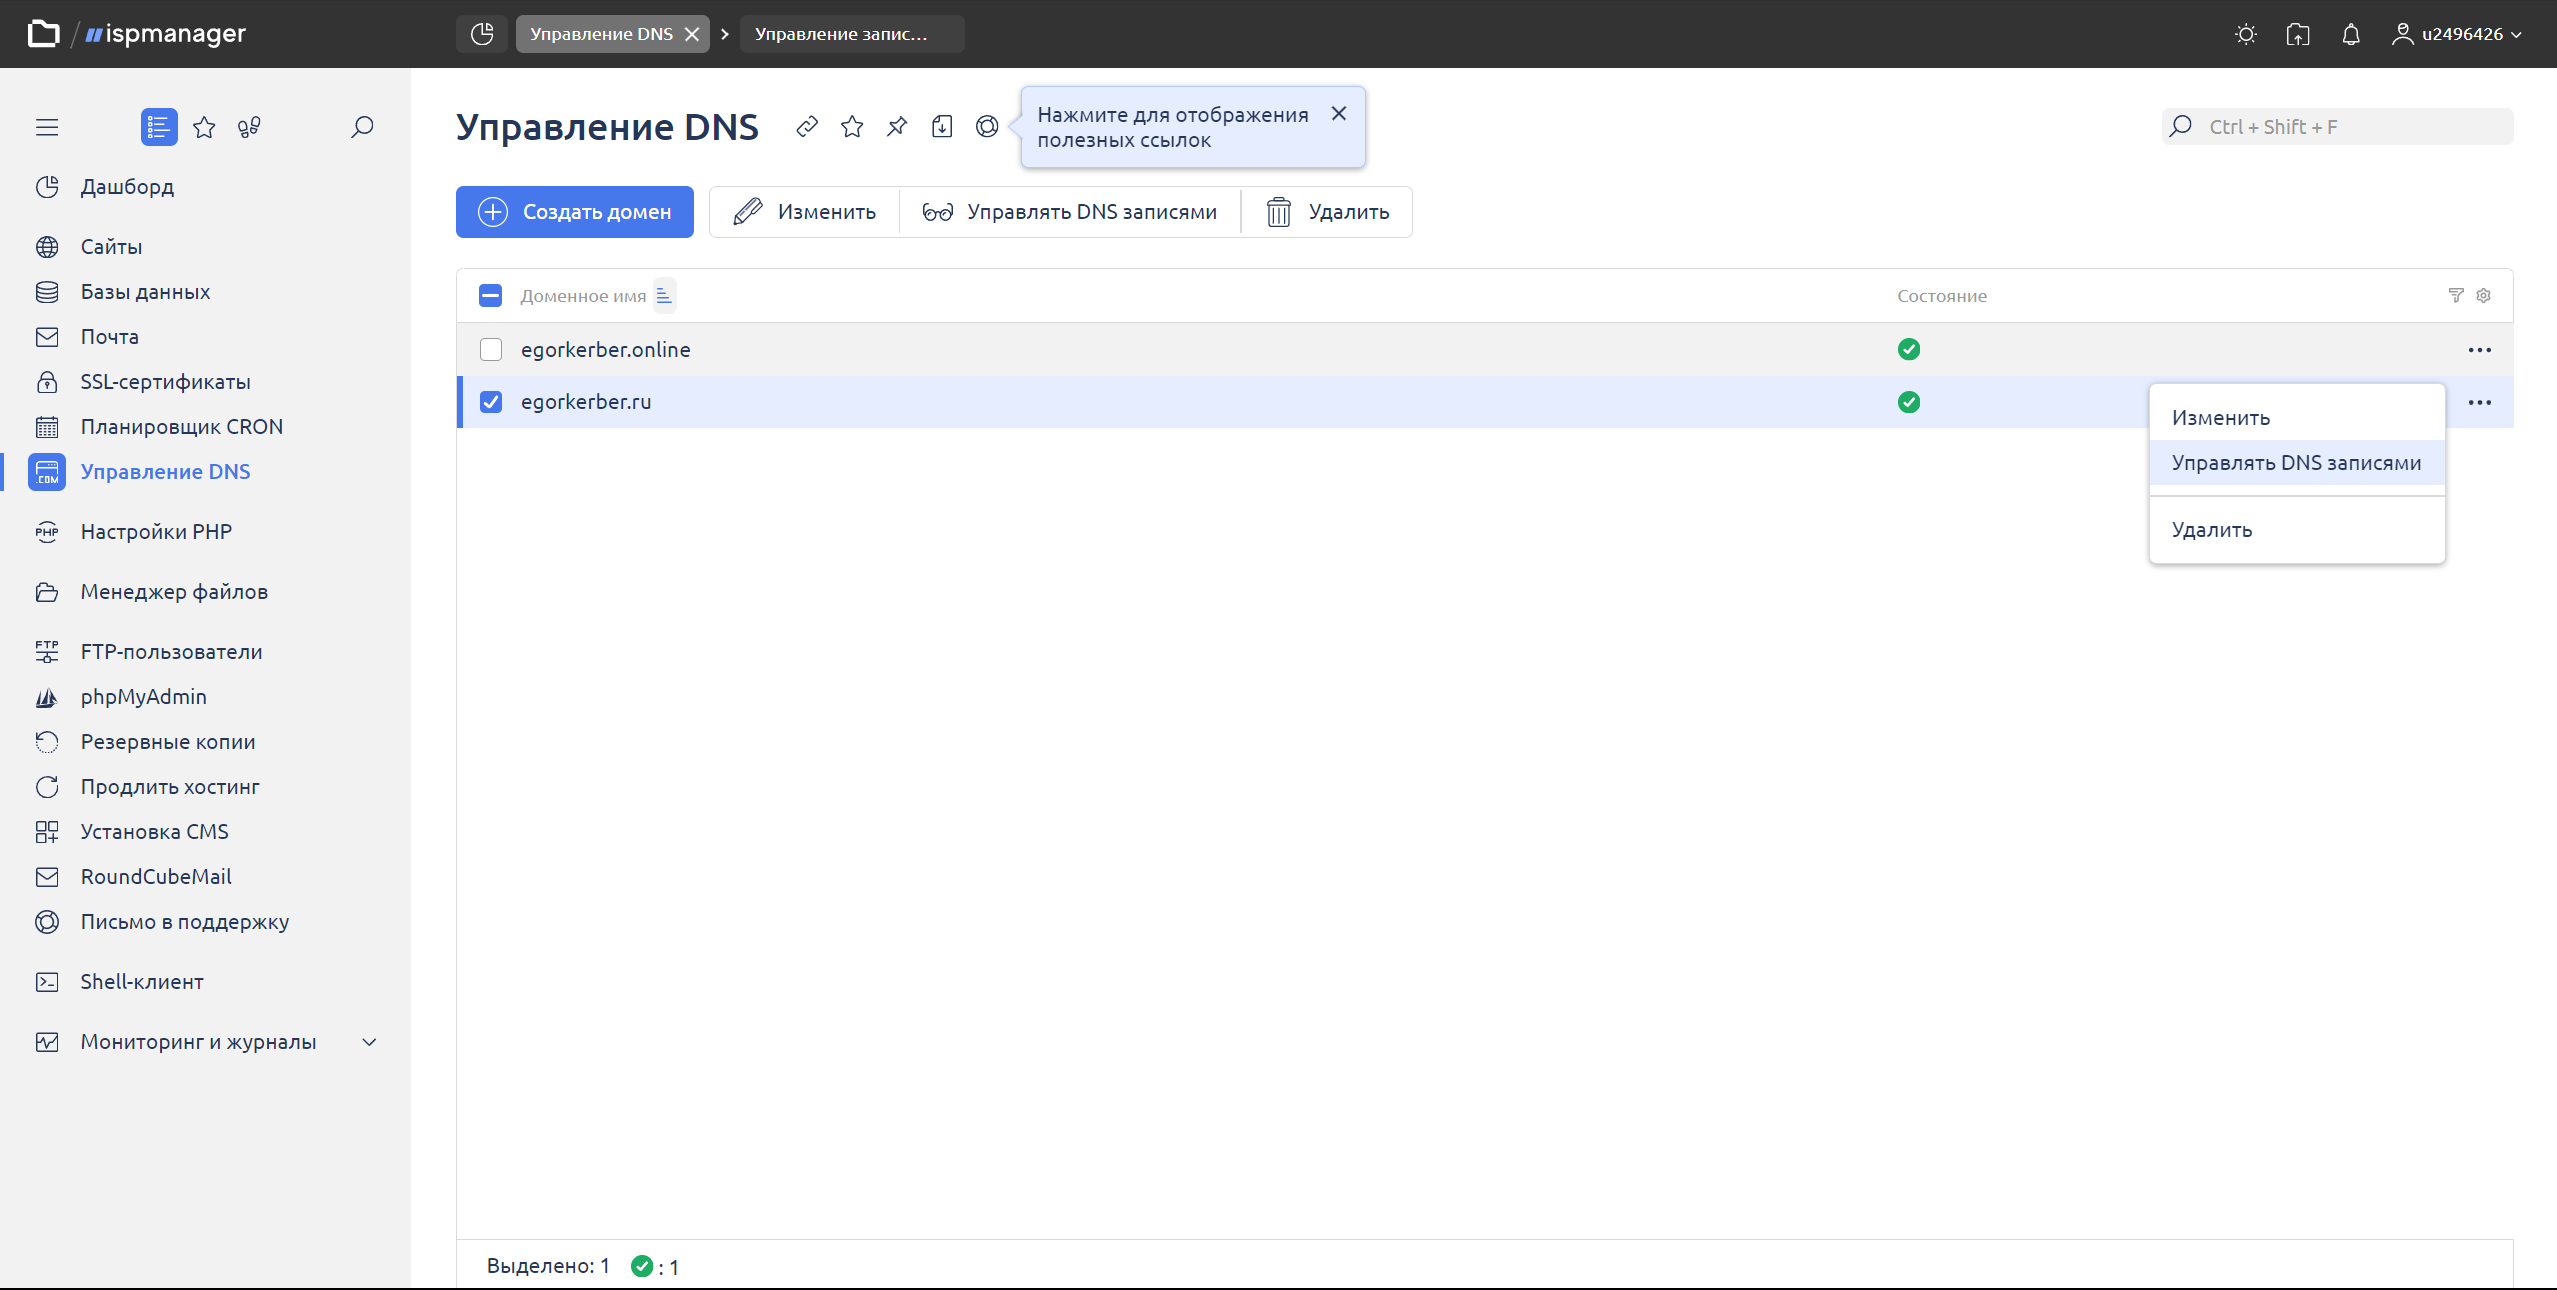 ispmanager
Управление DNS
Управление запис...
u2496426
Управление DNS
Нажмите для отображения
полезных ссылок
Ctrl + Shift + F
Дашборд
Сайты
Базы данных
Почта
SSL-сертификаты
Планировщик CRON
.COM
Управление DNS
PHP
Настройки PHP
Менеджер файлов
FTP
FTP-пользователи
phpMyAdmin
Резервные копии
Продлить хостинг
Установка CMS
RoundCubeMail
Письмо в поддержку
Shell-клиент
Мониторинг и журналы
Создать домен
Изменить
Управлять DNS записями
Удалить
Доменное имя
Состояние
egorkerber.online
egorkerber.ru
Изменить
Управлять DNS записями
Удалить
Выделено: 1
: 1